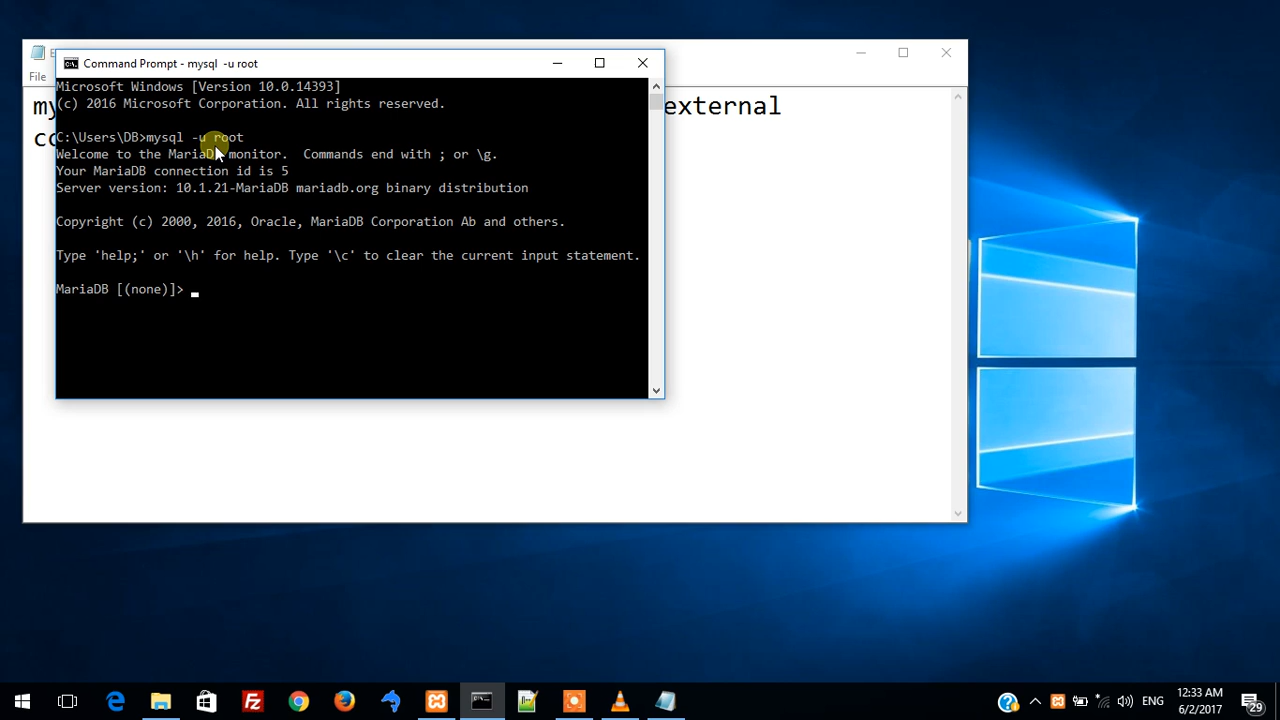 Command Prompt - mysql -u root
File
Microsoft Windows [Version 10.0.14393]
(c) 2016 Microsoft Corporation. All rights reserved.
external
C:\Users\DB>mysql -u root
Welcome to the MariaDB monitor. Commands end with ; or \g.
Your MariaDB connection id is 5
Server version: 10.1.21-MariaDB mariadb.org binary distribution
Copyright (c) 2000, 2016, Oracle, MariaDB Corporation Ab and others.
Type 'help;' or '\h' for help. Type '\c' to clear the current input statement.
MariaDB [(none)]>
ENG
12:33 AM
6/2/2017
29